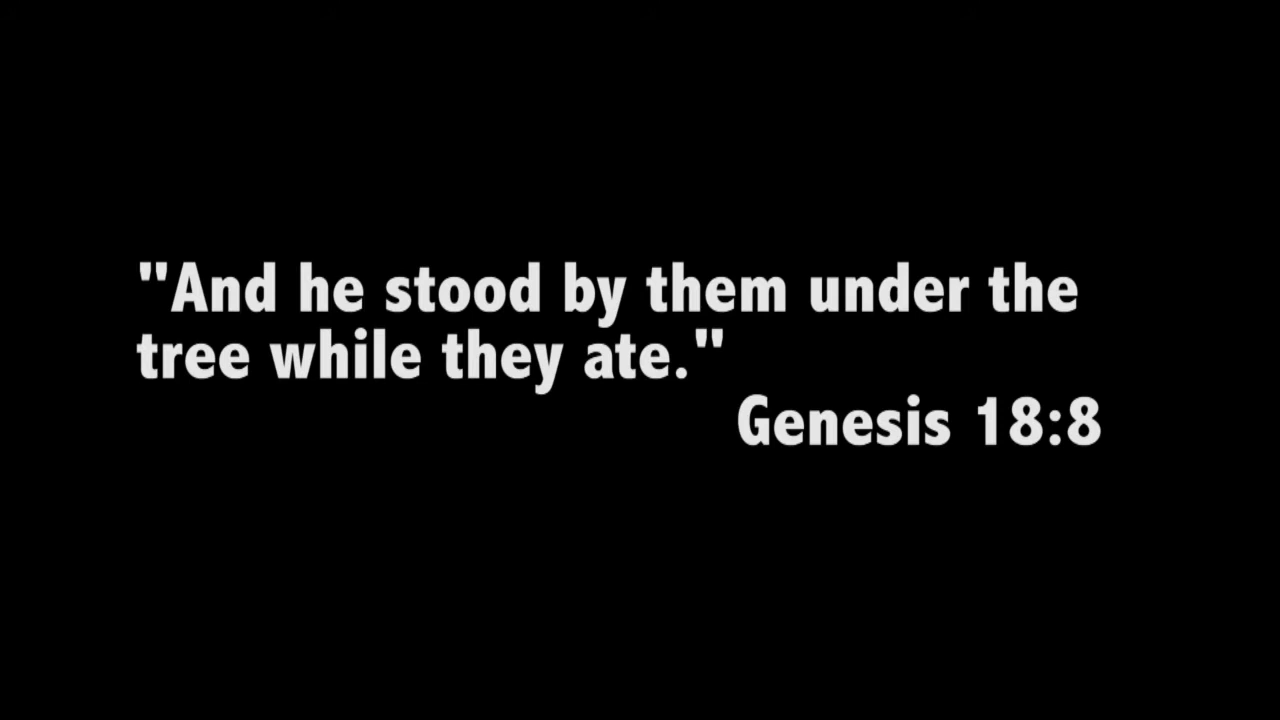 "And he stood by them under the
tree while they ate."
Genesis 18:8